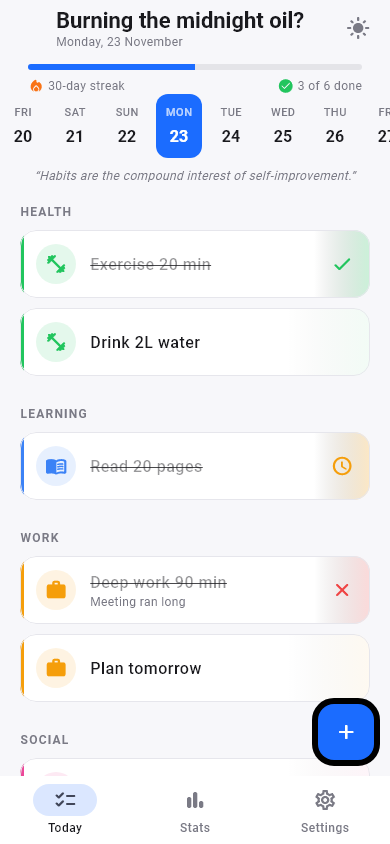 Burning the midnight oil?
Monday, 23 November
30-day streak
3 of 6 done
FRI SAT SUN MON TUE WED THU FR
20 21 22 23 24 25 26 27
“Habits are the compound interest of self-improvement.”
HEALTH
Exercise 20 min
Drink 2L water
LEARNING
Read 20 pages
WORK
Deep work 90 min
Meeting ran long
Plan tomorrow
SOCIAL
+
Today Stats Settings